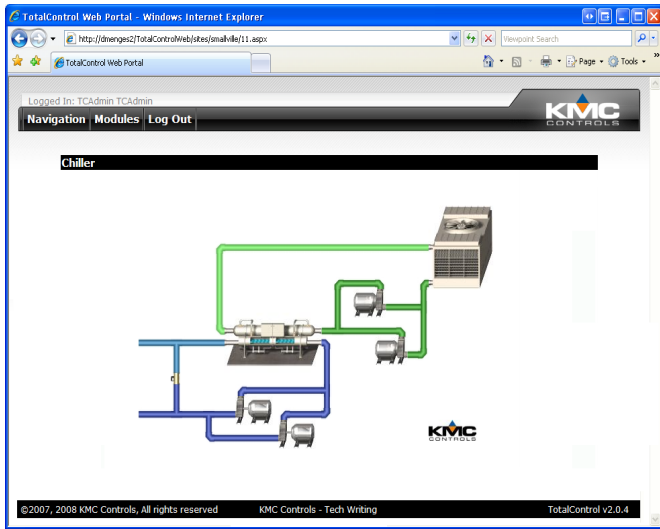 TotalControl Web Portal - Windows Internet Explorer
http://dmenges2/TotalControlWeb/sites/smallville/11.aspx
Viewpoint Search
TotalControl Web Portal
Page
Tools
Logged In: TCAdmin TCAdmin
Navigation Modules Log Out
KMC
CONTROLS
Chiller
KMC
CONTROLS
©2007, 2008 KMC Controls, All rights reserved KMC Controls - Tech Writing TotalControl v2.0.4